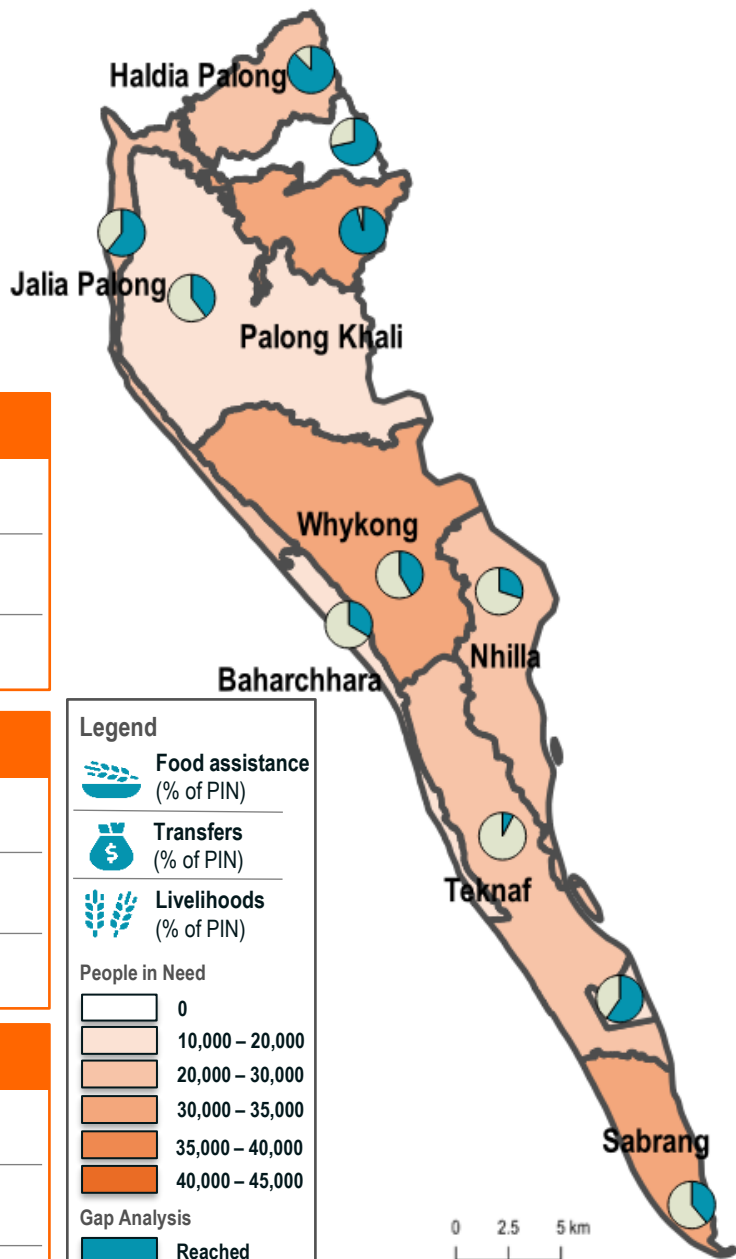 Haldia Palong
Jalia Palong
Palong Khali
Whykong
Nhilla
Baharchhara
Teknaf
Sabrang
Legend
Food assistance
(% of PIN)
$
Transfers
(% of PIN)
Livelihoods
(% of PIN)
People in Need
0
10,000 – 20,000
20,000 – 30,000
30,000 – 35,000
35,000 – 40,000
40,000 – 45,000
Gap Analysis
Reached
0 2.5 5 km